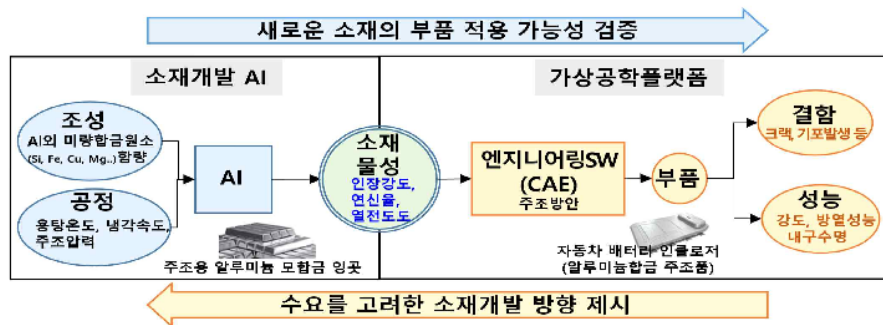 새로운 소재의 부품 적용 가능성 검증
소재개발 AI
가상공학플랫폼
조성
Al외 미량합금원소
(Si, Fe, Cu, Mg..)함량
공정
용탕온도, 냉각속도,
주조압력
AI
주조용 알루미늄 모합금 잉곳
소재
물성
인장강도,
연신율,
열전도도
엔지니어링SW
(CAE)
주조방안
부품
자동차 배터리 인클로저
(알루미늄합금 주조품)
결함
크랙, 기포발생 등
성능
강도, 방열성능
내구수명
수요를 고려한 소재개발 방향 제시